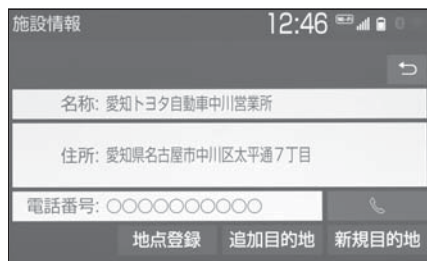 施設情報 12:46
名称: 愛知トヨタ自動車中川営業所
住所: 愛知県名古屋市中川区太平通7丁目
電話番号: ○○○○○○○○○○
地点登録 追加目的地 新規目的地